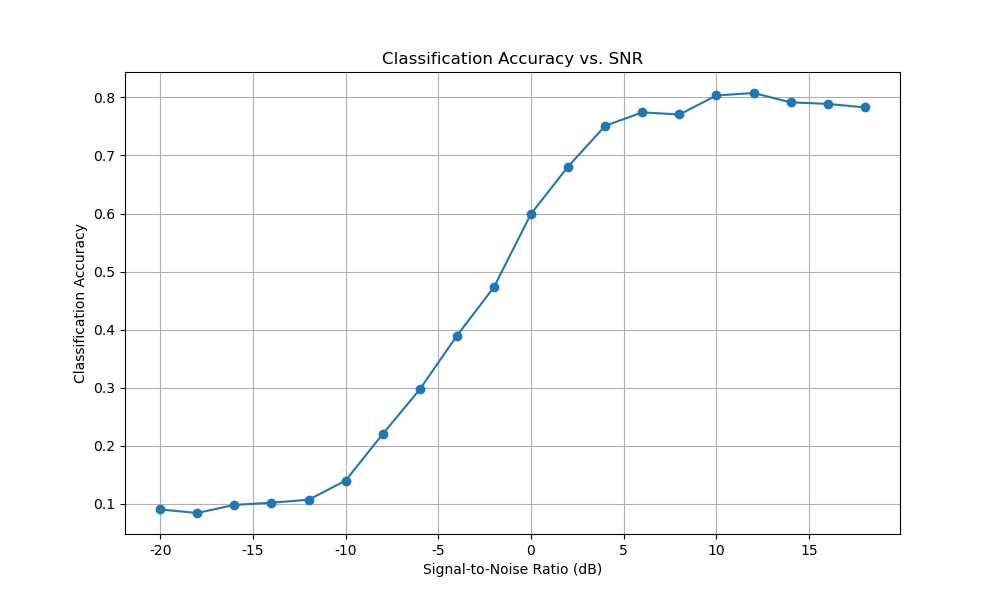 Classification Accuracy vs. SNR
0.8
0.7
0.6
0.5
0.4
0.3
0.2
0.1
Classification Accuracy
-20 -15 -10 -5 0 5 10 15
Signal-to-Noise Ratio (dB)